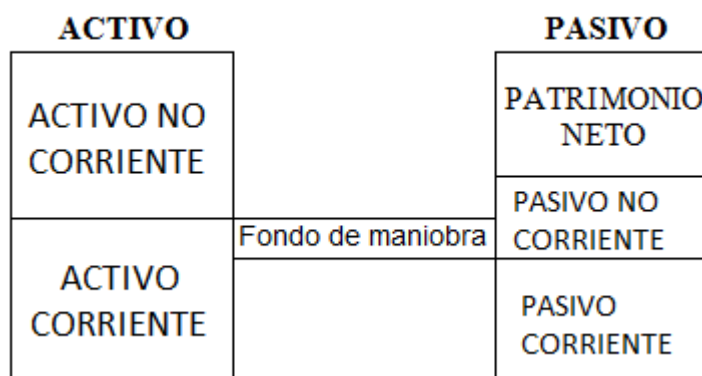 ACTIVO
PASIVO
ACTIVO NO
CORRIENTE
PATRIMONIO
NETO
PASIVO NO
CORRIENTE
Fondo de maniobra
ACTIVO
CORRIENTE
PASIVO
CORRIENTE